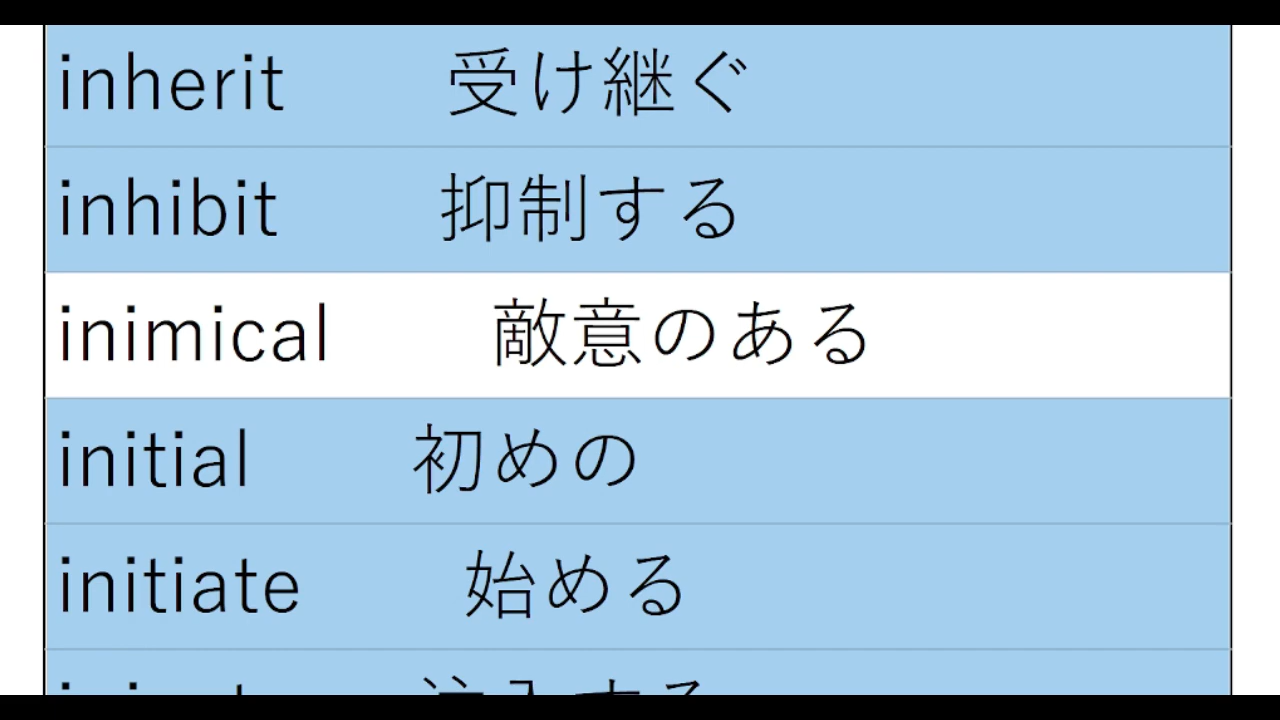 inherit 受け継ぐ
inhibit 抑制する
inimical 敵意のある
initial 初めの
initiate 始める